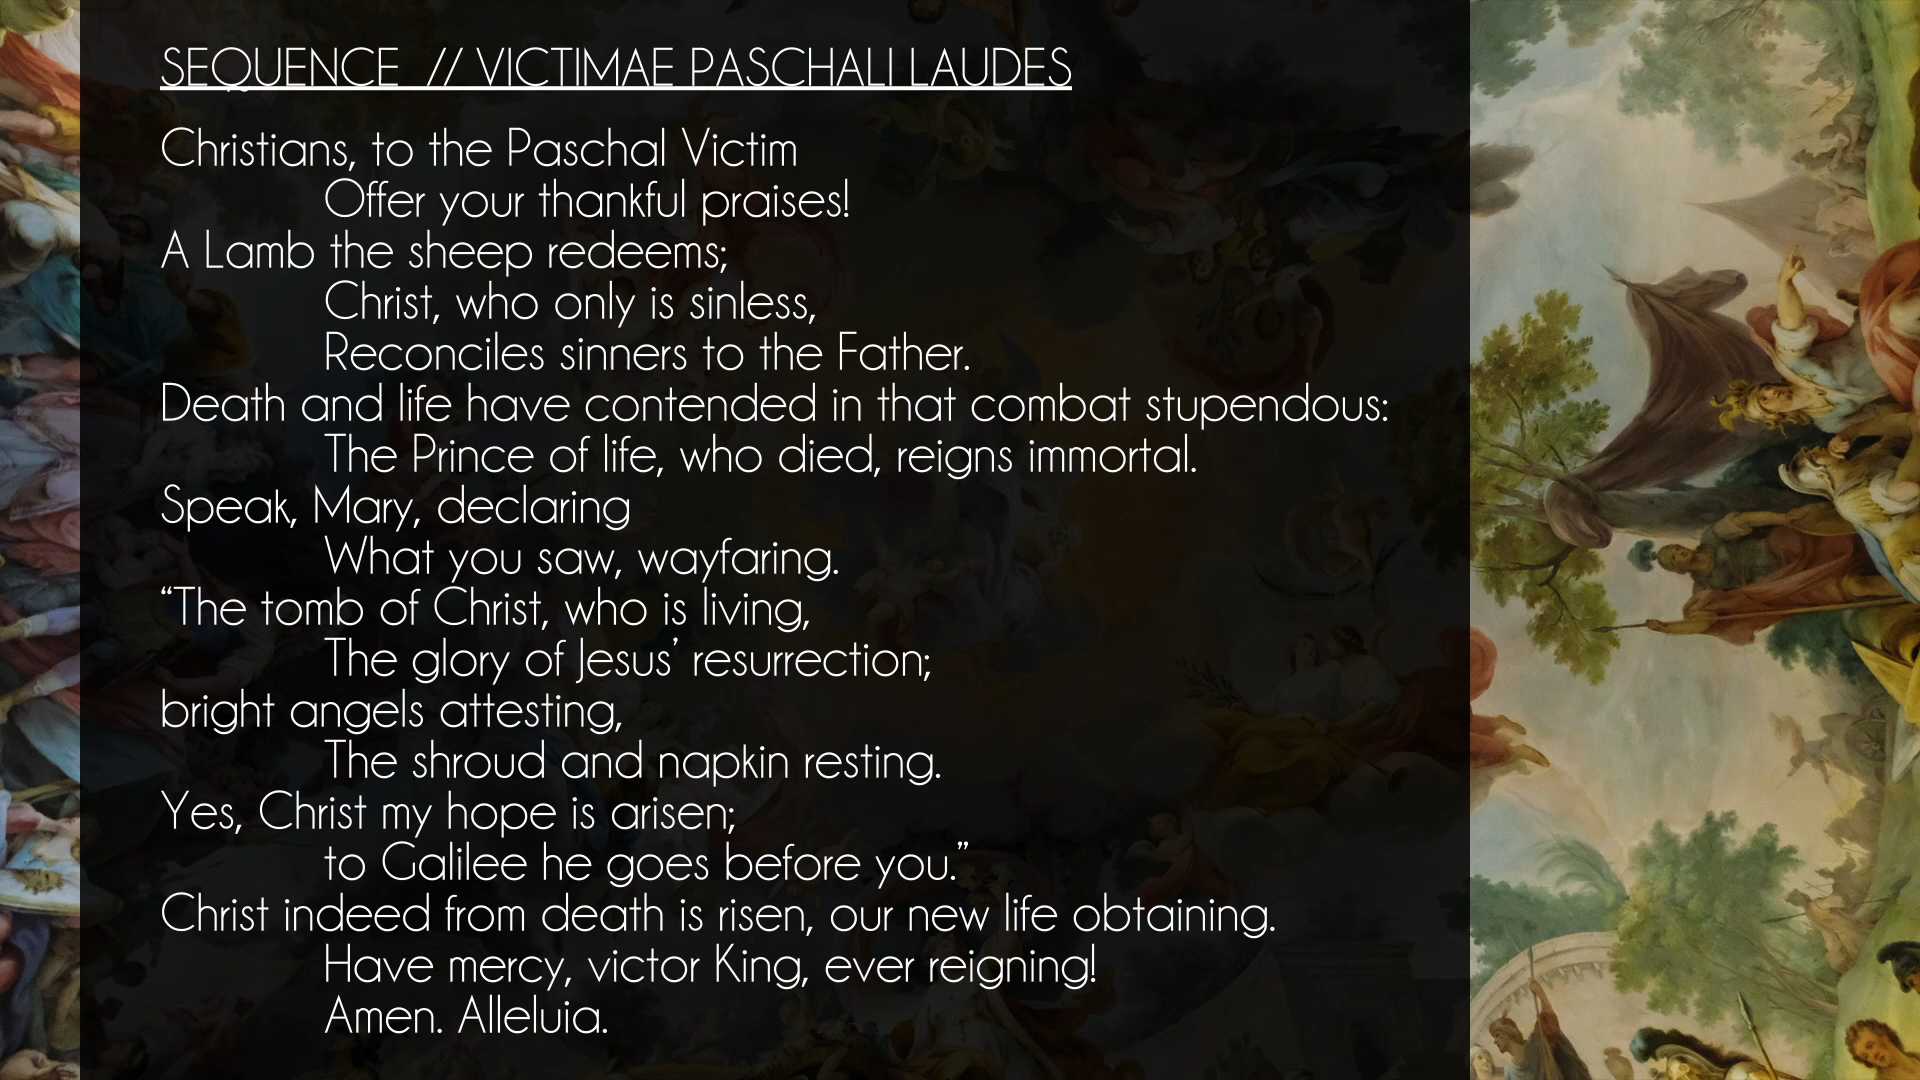 SEQUENCE // VICTIMAE PASCHALI LAUDES
Christians, to the Paschal Victim
Offer your thankful praises!
A Lamb the sheep redeems;
Christ, who only is sinless,
Reconciles sinners to the Father.
Death and life have contended in that combat stupendous:
The Prince of life, who died, reigns immortal.
Speak, Mary, declaring
What you saw, wayfaring.
“The tomb of Christ, who is living,
The glory of Jesus’ resurrection;
bright angels attesting,
The shroud and napkin resting.
Yes, Christ my hope is arisen;
to Galilee he goes before you.”
Christ indeed from death is risen, our new life obtaining.
Have mercy, victor King, ever reigning!
Amen. Alleluia.